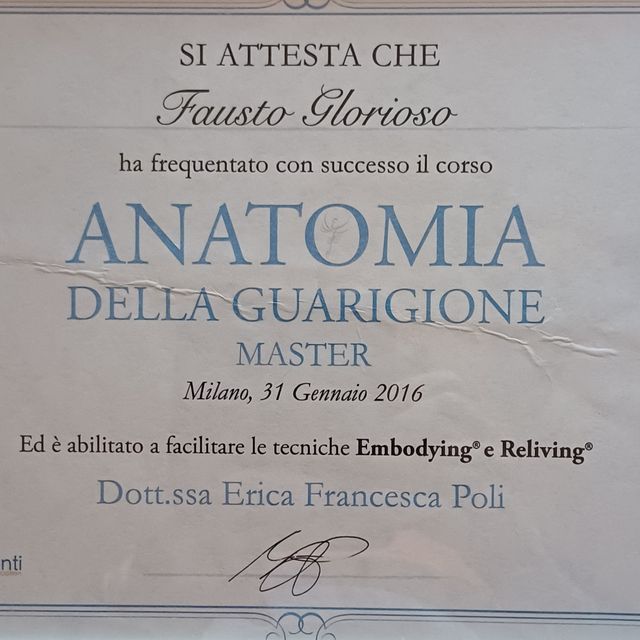 SI ATTESTA CHE
Fausto Glorioso
ha frequentato con successo il corso
ANATOMIA
DELLA GUARIGIONE
MASTER
Milano, 31 Gennaio 2016
Ed è abilitato a facilitare le tecniche Embodying® e Reliving®
Dott.ssa Erica Francesca Poli
nti